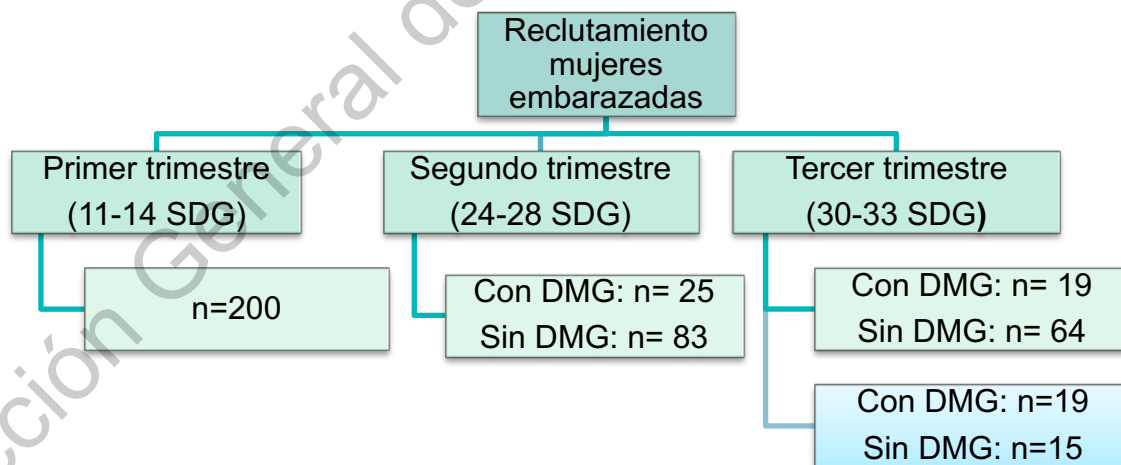 Reclutamiento
mujeres
embarazadas
Primer trimestre
(11-14 SDG)
Segundo trimestre
(24-28 SDG)
Tercer trimestre
(30-33 SDG)
n=200
Con DMG: n= 25
Sin DMG: n= 83
Con DMG: n= 19
Sin DMG: n= 64
Con DMG: n=19
Sin DMG: n=15
General